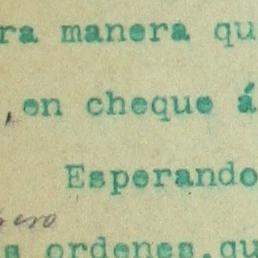 ra manera qu
, en cheque á
Esperando
s ordenes, qu